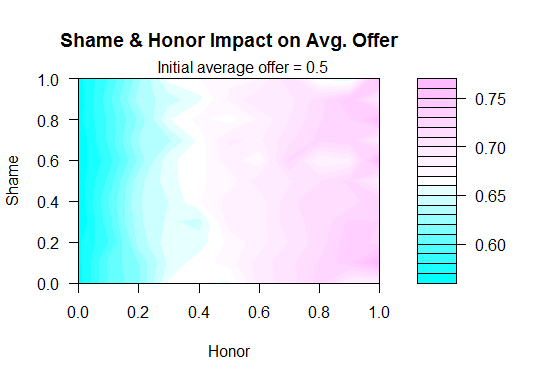 Shame & Honor Impact on Avg. Offer
Initial average offer = 0.5
1.0
0.8
0.6
0.4
0.2
0.0
Shame
0.0 0.2 0.4 0.6 0.8 1.0
Honor
0.75
0.70
0.65
0.60